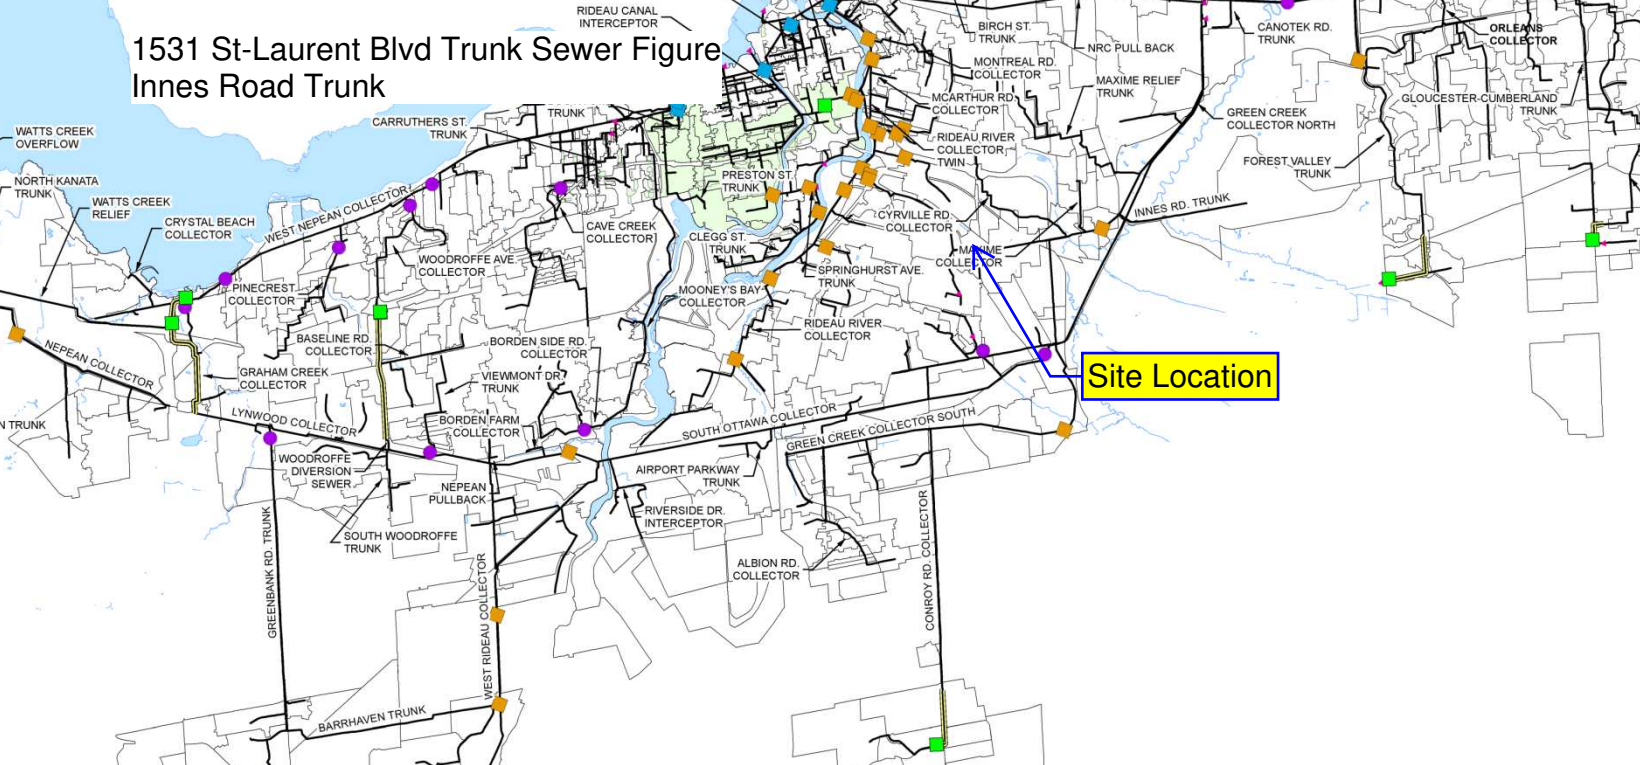 1531 St-Laurent Blvd Trunk Sewer Figure
Innes Road Trunk
RIDEAU CANAL
INTERCEPTOR
BIRCH ST.
TRUNK
NRC PULL BACK
CANOTEK RD.
TRUNK
ORLEANS
COLLECTOR
MONTREAL RD.
COLLECTOR
MAXIME RELIEF
TRUNK
GLOUCESTER-CUMBERLAND
TRUNK
MCARTHUR RD.
COLLECTOR
GREEN CREEK
COLLECTOR NORTH
WATTS CREEK
OVERFLOW
CARRUTHERS ST.
TRUNK
TRUNK
RIDEAU RIVER
COLLECTOR
TWIN
FOREST VALLEY
TRUNK
NORTH KANATA
TRUNK
PRESTON ST.
TRUNK
WATTS CREEK
RELIEF
WEST NEPEAN COLLECTOR
INNES RD. TRUNK
CRYSTAL BEACH
COLLECTOR
CAVE CREEK
COLLECTOR
CYRVILLE RD.
COLLECTOR
CLEGG ST.
TRUNK
MAXIME
COLLECTOR
WOODROFFE AVE.
COLLECTOR
SPRINGHURST AVE.
TRUNK
PINECREST
COLLECTOR
MOONEY'S BAY
COLLECTOR
RIDEAU RIVER
COLLECTOR
BASELINE RD.
COLLECTOR
BORDEN SIDE RD.
COLLECTOR
NEPEAN COLLECTOR
GRAHAM CREEK
COLLECTOR
VIEWMONT DR.
TRUNK
Site Location
LYNWOOD COLLECTOR
BORDEN FARM
COLLECTOR
SOUTH OTTAWA COLLECTOR
GREEN CREEK COLLECTOR SOUTH
N TRUNK
WOODROFFE
DIVERSION
SEWER
NEPEAN
PULLBACK
AIRPORT PARKWAY
TRUNK
RIVERSIDE DR.
INTERCEPTOR
SOUTH WOODROFFE
TRUNK
ALBION RD.
COLLECTOR
GREENBANK RD. TRUNK
WEST RIDEAU COLLECTOR
CONROY RD. COLLECTOR
BARRHAVEN TRUNK